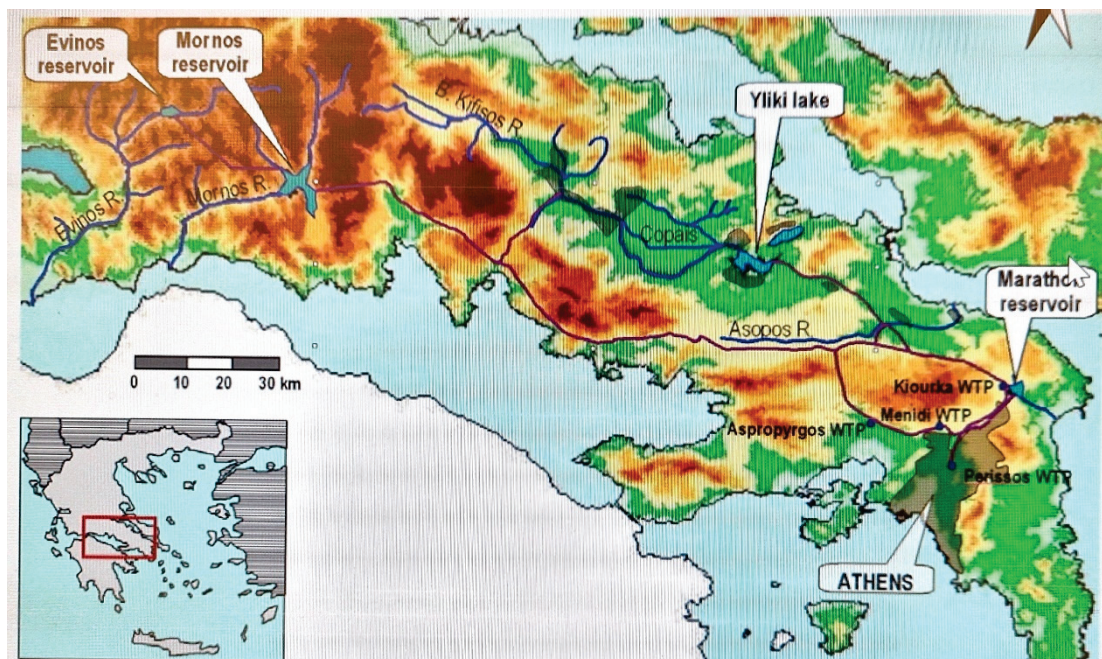 Evinos
reservoir
Mornos
reservoir
B. Kifisos R.
Yliki lake
Mornos R.
Evinos R.
Copais
Marathos
reservoir
Asopos R.
0 10 20 30 km
Kiourka WTP
Menidi WTP
Aspropyrgos WTP
Perissos WTP
ATHENS